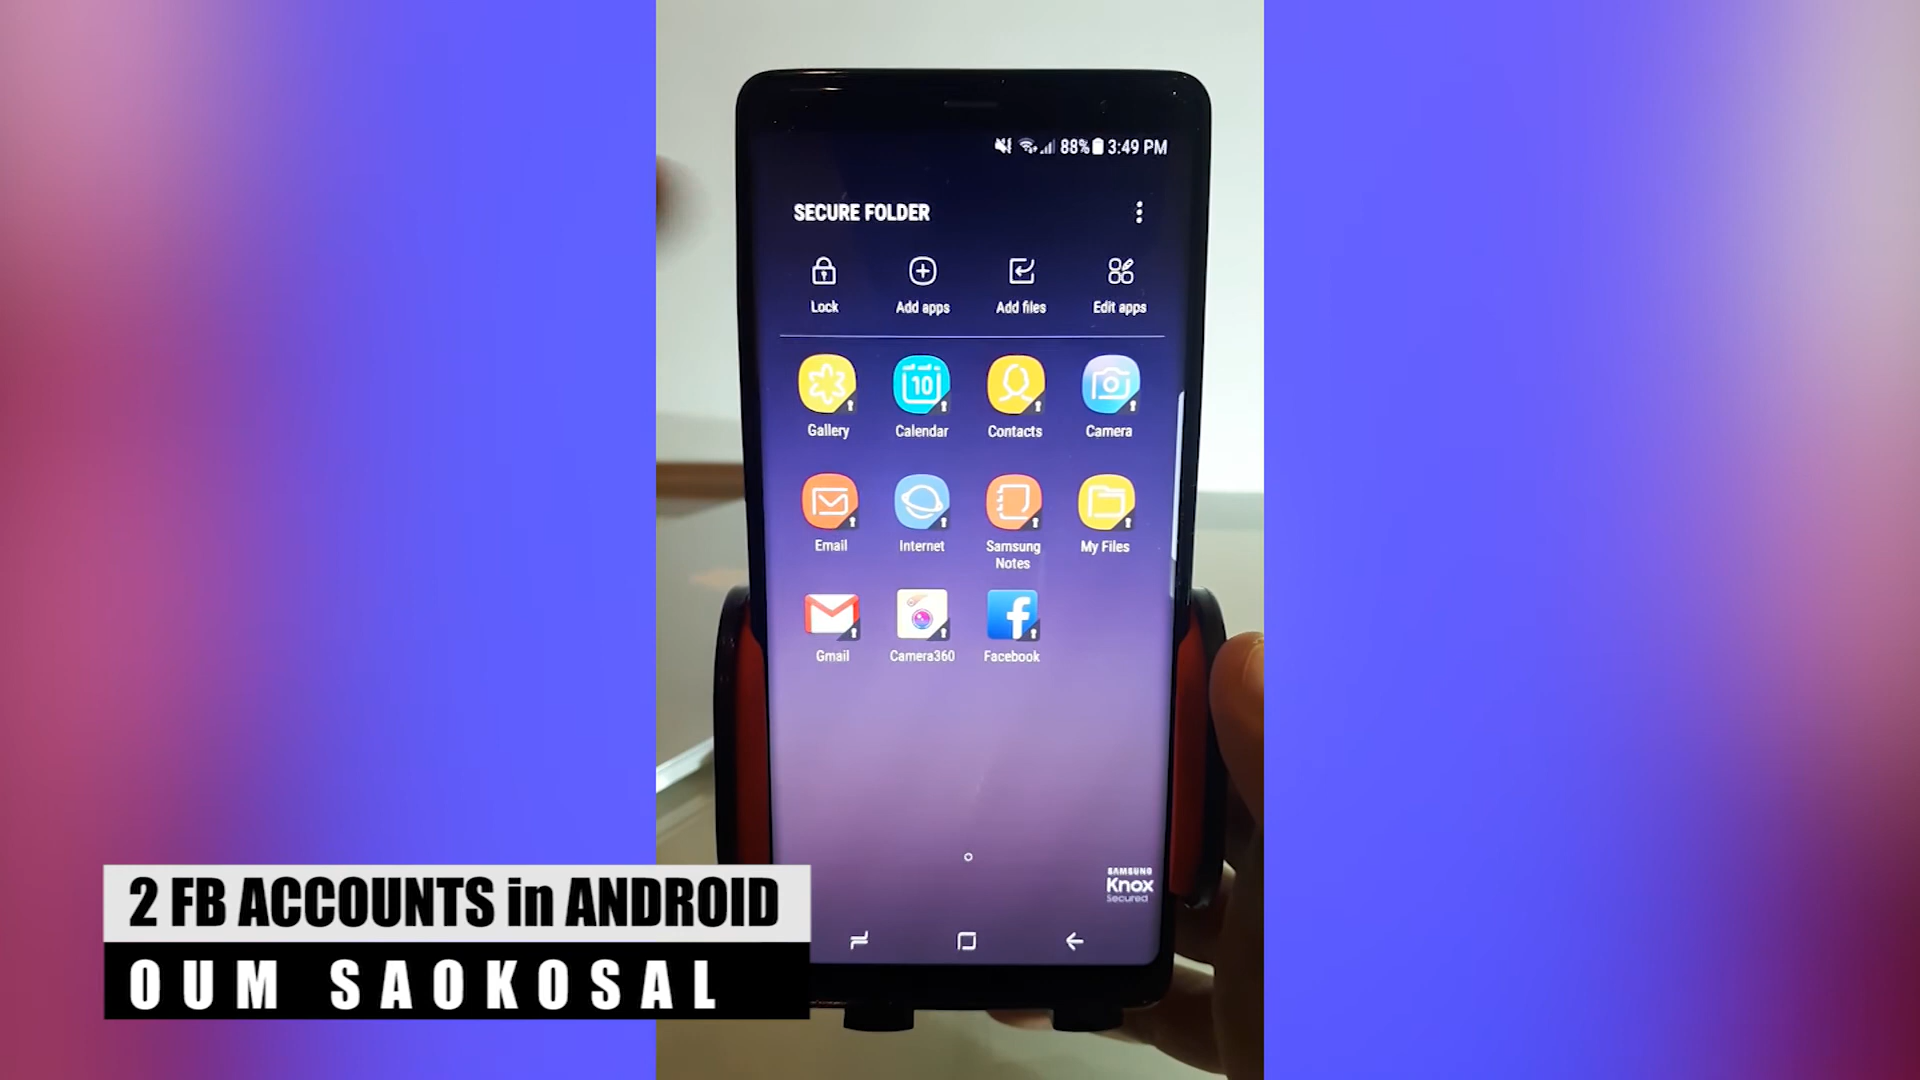 88% 3:49 PM
SECURE FOLDER
Lock Add apps Add files Edit apps
10
Gallery Calendar Contacts Camera
Email Internet Samsung Notes My Files
Gmail Camera360 Facebook
SAMSUNG
Knox
Secured
2 FB ACCOUNTS in ANDROID
OUM SAOKOSAL